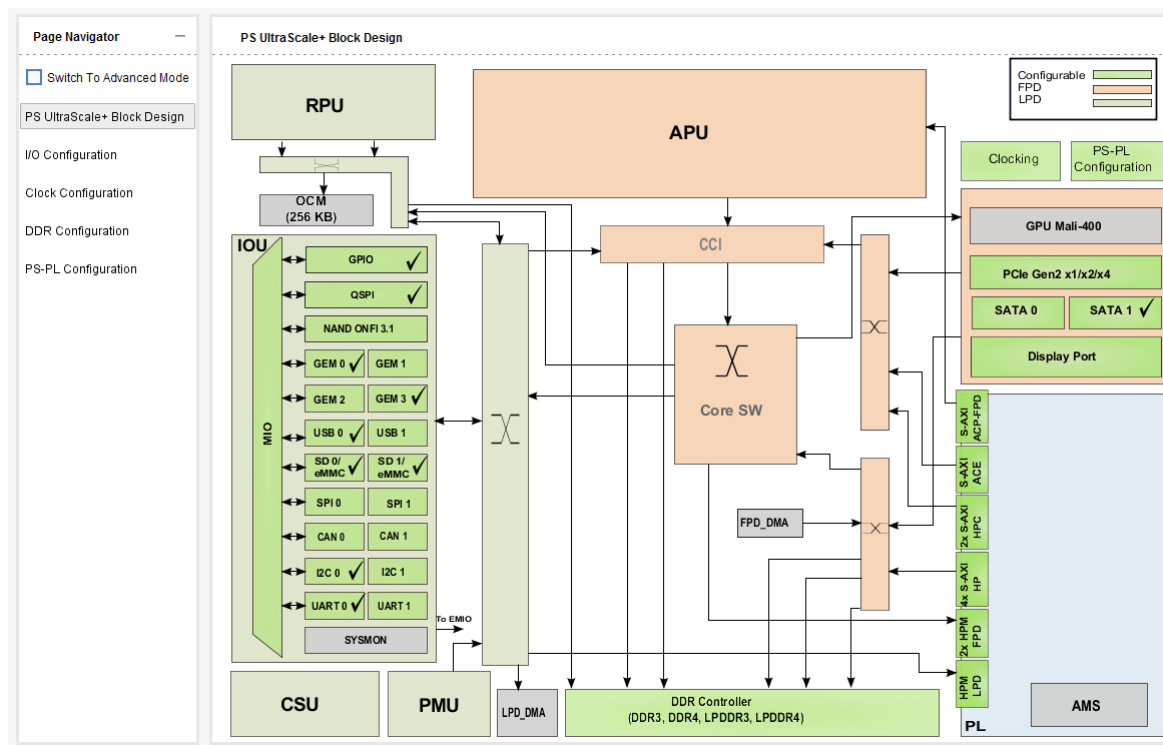 Page Navigator
PS UltraScale+ Block Design
Switch To Advanced Mode
PS UltraScale+ Block Design
I/O Configuration
Clock Configuration
DDR Configuration
PS-PL Configuration
Configurable
FPD
LPD
RPU
APU
Clocking
PS-PL
Configuration
OCM
(256 KB)
GPU Mali-400
IOU
CCI
GPIO
PCIe Gen2 x1/x2/x4
QSPI
SATA 0
SATA 1
NAND ONFI 3.1
Display Port
GEM 0
GEM 1
GEM 2
GEM 3
Core SW
MIO
USB 0
USB 1
SD 0/
eMMC
SD 1/
eMMC
SPI 0
SPI 1
CAN 0
CAN 1
I2C 0
I2C 1
UART 0
UART 1
SYSMON
To EMIO
FPD_DMA
S-AXI
ACP-FPD
S-AXI
ACE
2x S-AXI
HPC
4x S-AXI
HP
2x HPM
FPD
HPM
LPD
CSU
PMU
LPD_DMA
DDR Controller
(DDR3, DDR4, LPDDR3, LPDDR4)
AMS
PL